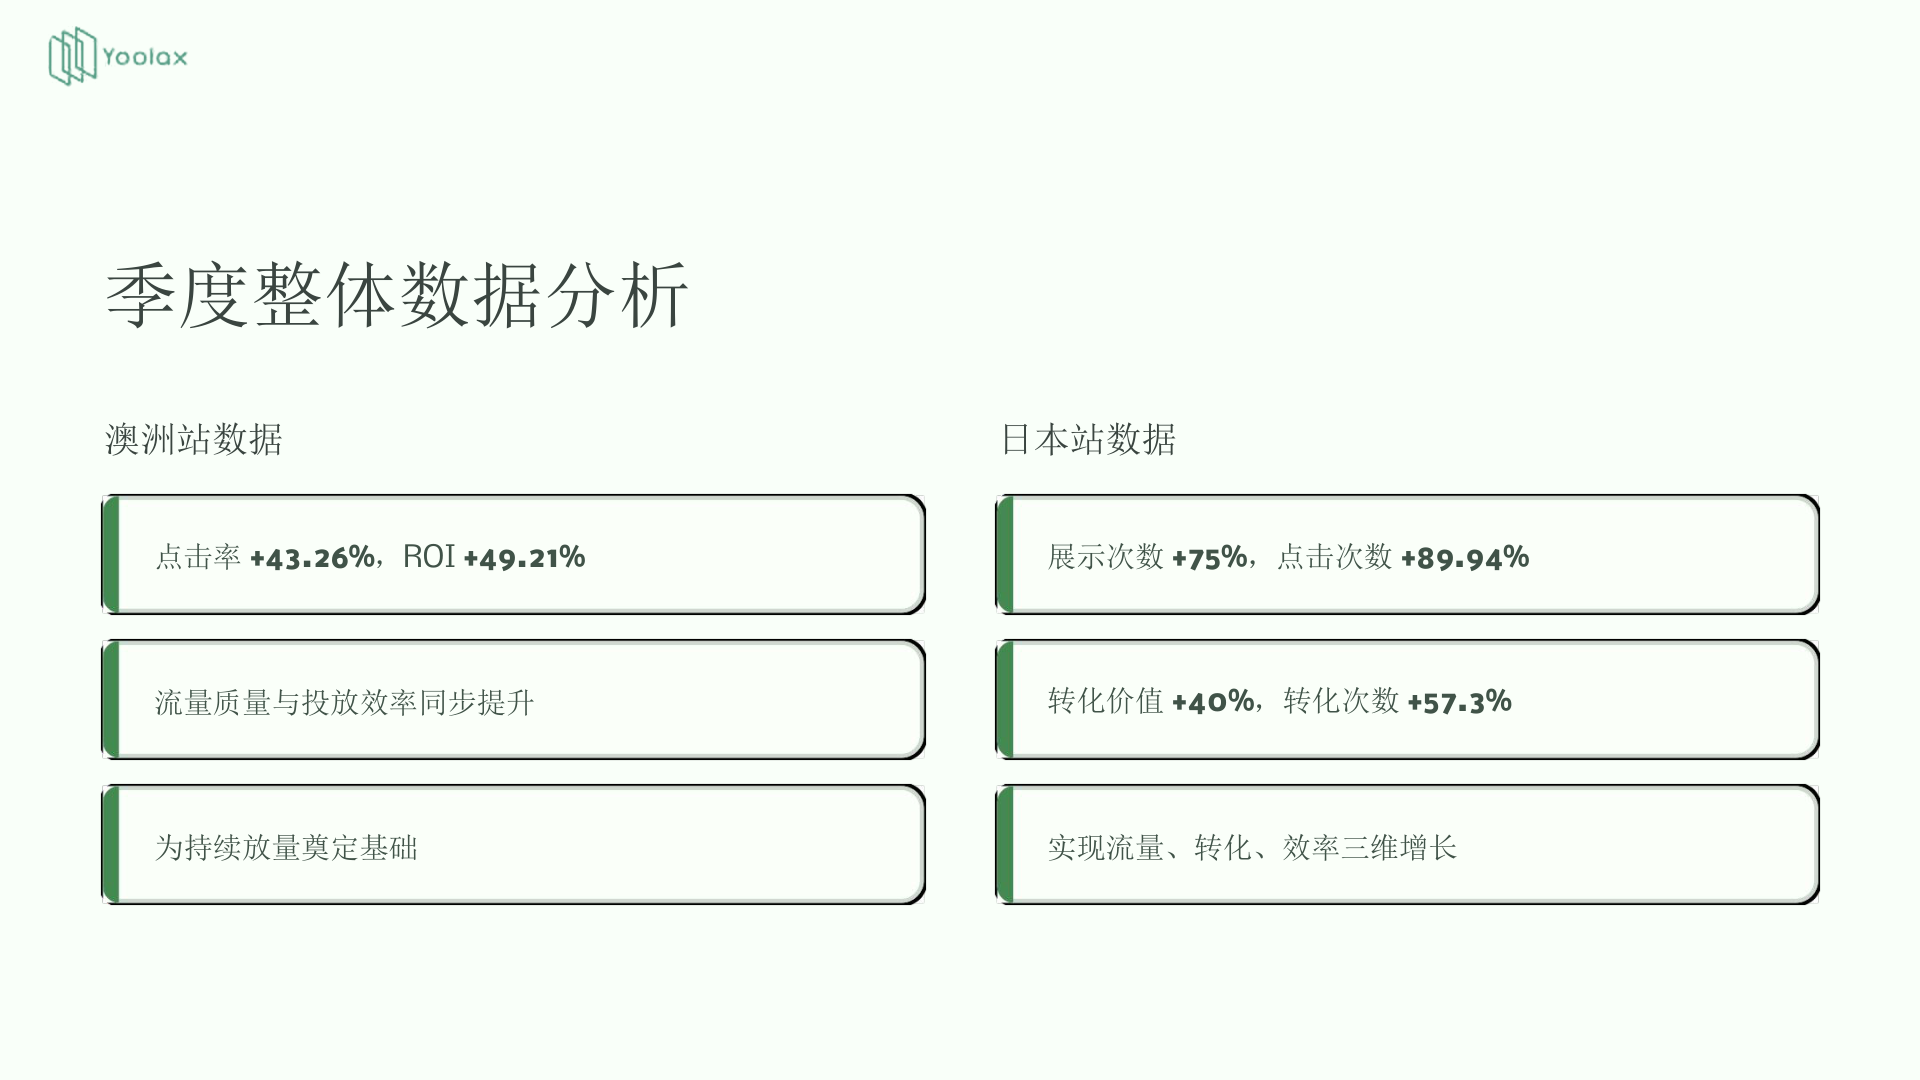 Yoolax
季度整体数据分析
澳洲站数据
点击率 +43.26%，ROI +49.21%
流量质量与投放效率同步提升
为持续放量奠定基础
日本站数据
展示次数 +75%，点击次数 +89.94%
转化价值 +40%，转化次数 +57.3%
实现流量、转化、效率三维增长